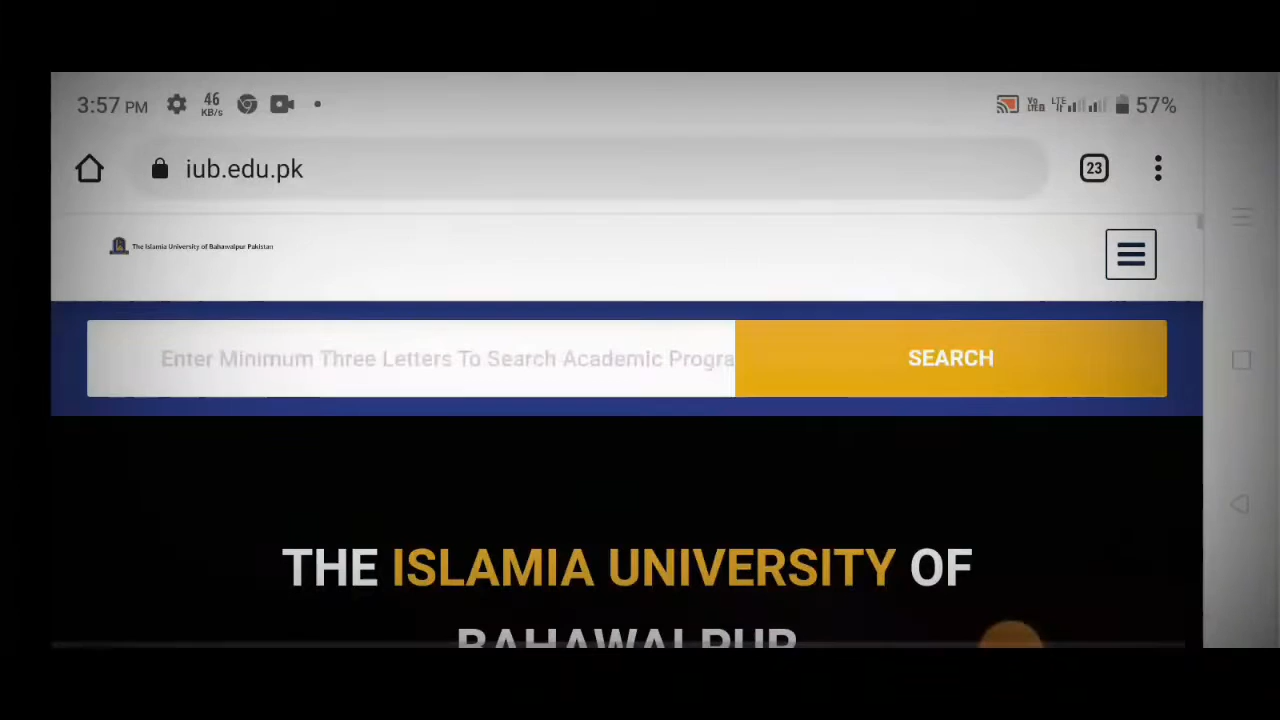 3:57 PM 46 KB/s 57%
iub.edu.pk 23
The Islamia University of Bahawalpur Pakistan
Enter Minimum Three Letters To Search Academic Progra SEARCH
THE ISLAMIA UNIVERSITY OF
BAHAWALPUR